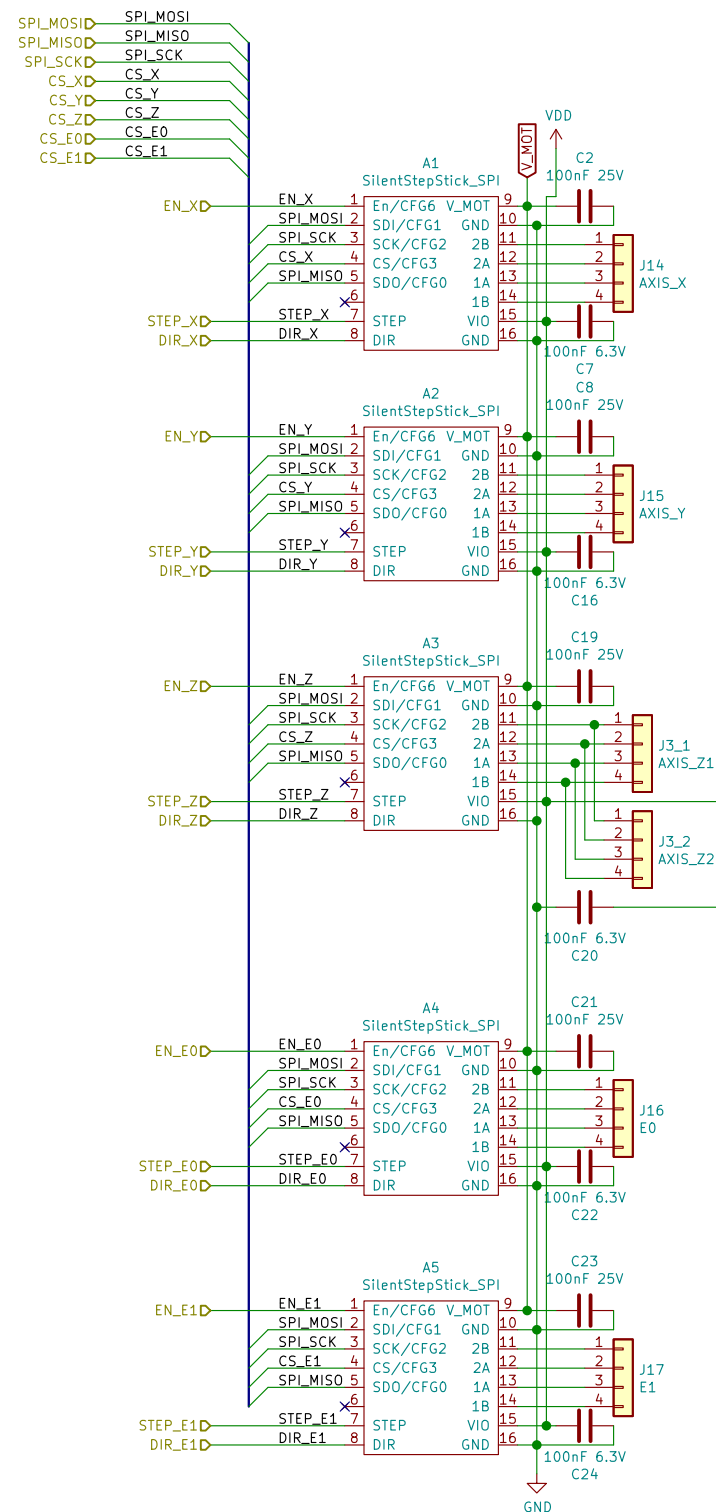 SPI_MOSI SPI_MOSI
SPI_MISO SPI_MISO
SPI_SCK SPI_SCK
CS_X CS_X
CS_Y CS_Y
CS_Z CS_Z
CS_E0 CS_E0
CS_E1 CS_E1
V_MOT
VDD
A1
SilentStepStick_SPI
C2
100nF 25V
EN_X EN_X 1 En/CFG6 V_MOT 9
SPI_MOSI 2 SDI/CFG1 GND 10
SPI_SCK 3 SCK/CFG2 2B 11 1
CS_X 4 CS/CFG3 2A 12 2
SPI_MISO 5 SDO/CFG0 1A 13 3
6 1B 14 4
J14
AXIS_X
STEP_X STEP_X 7 STEP VIO 15
DIR_X DIR_X 8 DIR GND 16
100nF 6.3V
C7
A2
SilentStepStick_SPI
C8
100nF 25V
EN_Y EN_Y 1 En/CFG6 V_MOT 9
SPI_MOSI 2 SDI/CFG1 GND 10
SPI_SCK 3 SCK/CFG2 2B 11 1
CS_Y 4 CS/CFG3 2A 12 2
SPI_MISO 5 SDO/CFG0 1A 13 3
6 1B 14 4
J15
AXIS_Y
STEP_Y STEP_Y 7 STEP VIO 15
DIR_Y DIR_Y 8 DIR GND 16
100nF 6.3V
C16
A3
SilentStepStick_SPI
C19
100nF 25V
EN_Z EN_Z 1 En/CFG6 V_MOT 9
SPI_MOSI 2 SDI/CFG1 GND 10
SPI_SCK 3 SCK/CFG2 2B 11 1
CS_Z 4 CS/CFG3 2A 12 2
SPI_MISO 5 SDO/CFG0 1A 13 3
6 1B 14 4
J3_1
AXIS_Z1
STEP_Z STEP_Z 7 STEP VIO 15
DIR_Z DIR_Z 8 DIR GND 16
1
2
3
4
J3_2
AXIS_Z2
100nF 6.3V
C20
A4
SilentStepStick_SPI
C21
100nF 25V
EN_E0 EN_E0 1 En/CFG6 V_MOT 9
SPI_MOSI 2 SDI/CFG1 GND 10
SPI_SCK 3 SCK/CFG2 2B 11 1
CS_E0 4 CS/CFG3 2A 12 2
SPI_MISO 5 SDO/CFG0 1A 13 3
6 1B 14 4
J16
E0
STEP_E0 STEP_E0 7 STEP VIO 15
DIR_E0 DIR_E0 8 DIR GND 16
100nF 6.3V
C22
A5
SilentStepStick_SPI
C23
100nF 25V
EN_E1 EN_E1 1 En/CFG6 V_MOT 9
SPI_MOSI 2 SDI/CFG1 GND 10
SPI_SCK 3 SCK/CFG2 2B 11 1
CS_E1 4 CS/CFG3 2A 12 2
SPI_MISO 5 SDO/CFG0 1A 13 3
6 1B 14 4
J17
E1
STEP_E1 STEP_E1 7 STEP VIO 15
DIR_E1 DIR_E1 8 DIR GND 16
100nF 6.3V
C24
GND